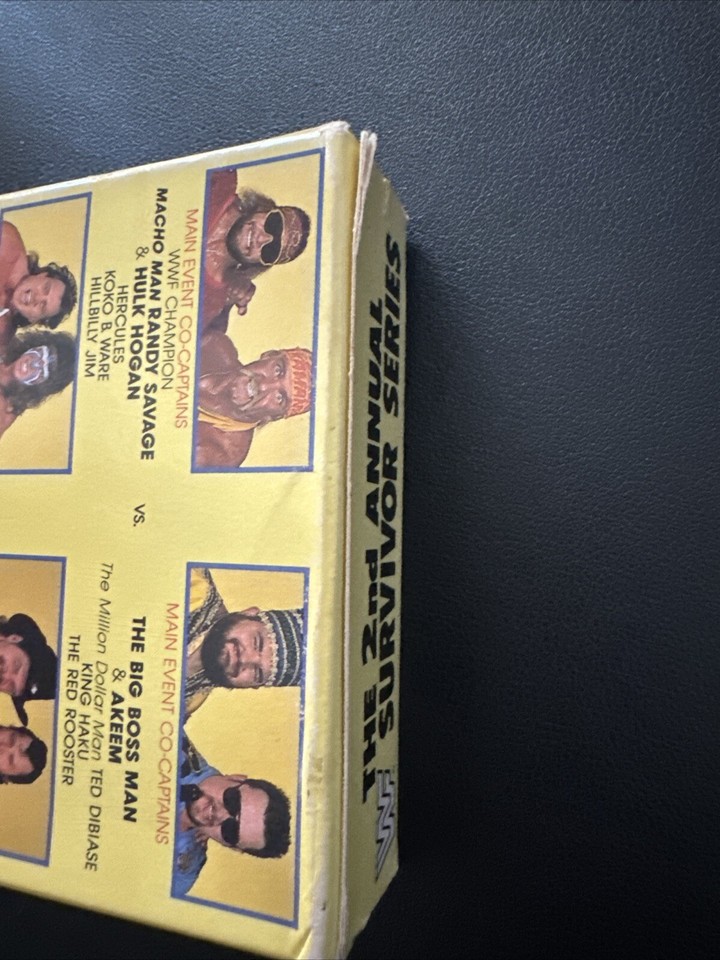 MAIN EVENT CO-CAPTAINS
WWF CHAMPION
MACHO MAN RANDY SAVAGE
& HULK HOGAN
HERCULES
KOKO B. WARE
HILLBILLY JIM
VS.
MAIN EVENT CO-CAPTAINS
THE BIG BOSS MAN
& AKEEM
The Million Dollar Man TED DIBIASE
KING HAKU
THE RED ROOSTER
THE 2nd ANNUAL
SURVIVOR SERIES
WF